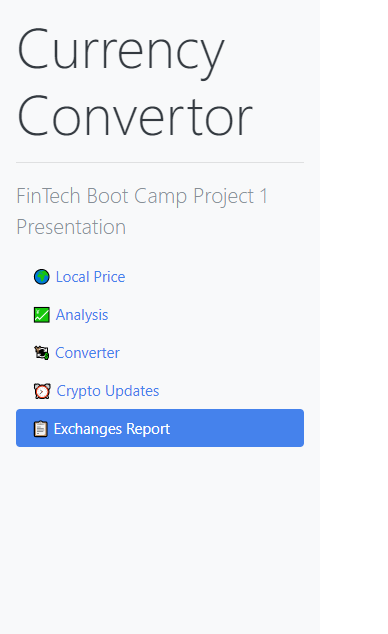 Currency
Convertor
FinTech Boot Camp Project 1
Presentation
Local Price
Analysis
Converter
Crypto Updates
Exchanges Report